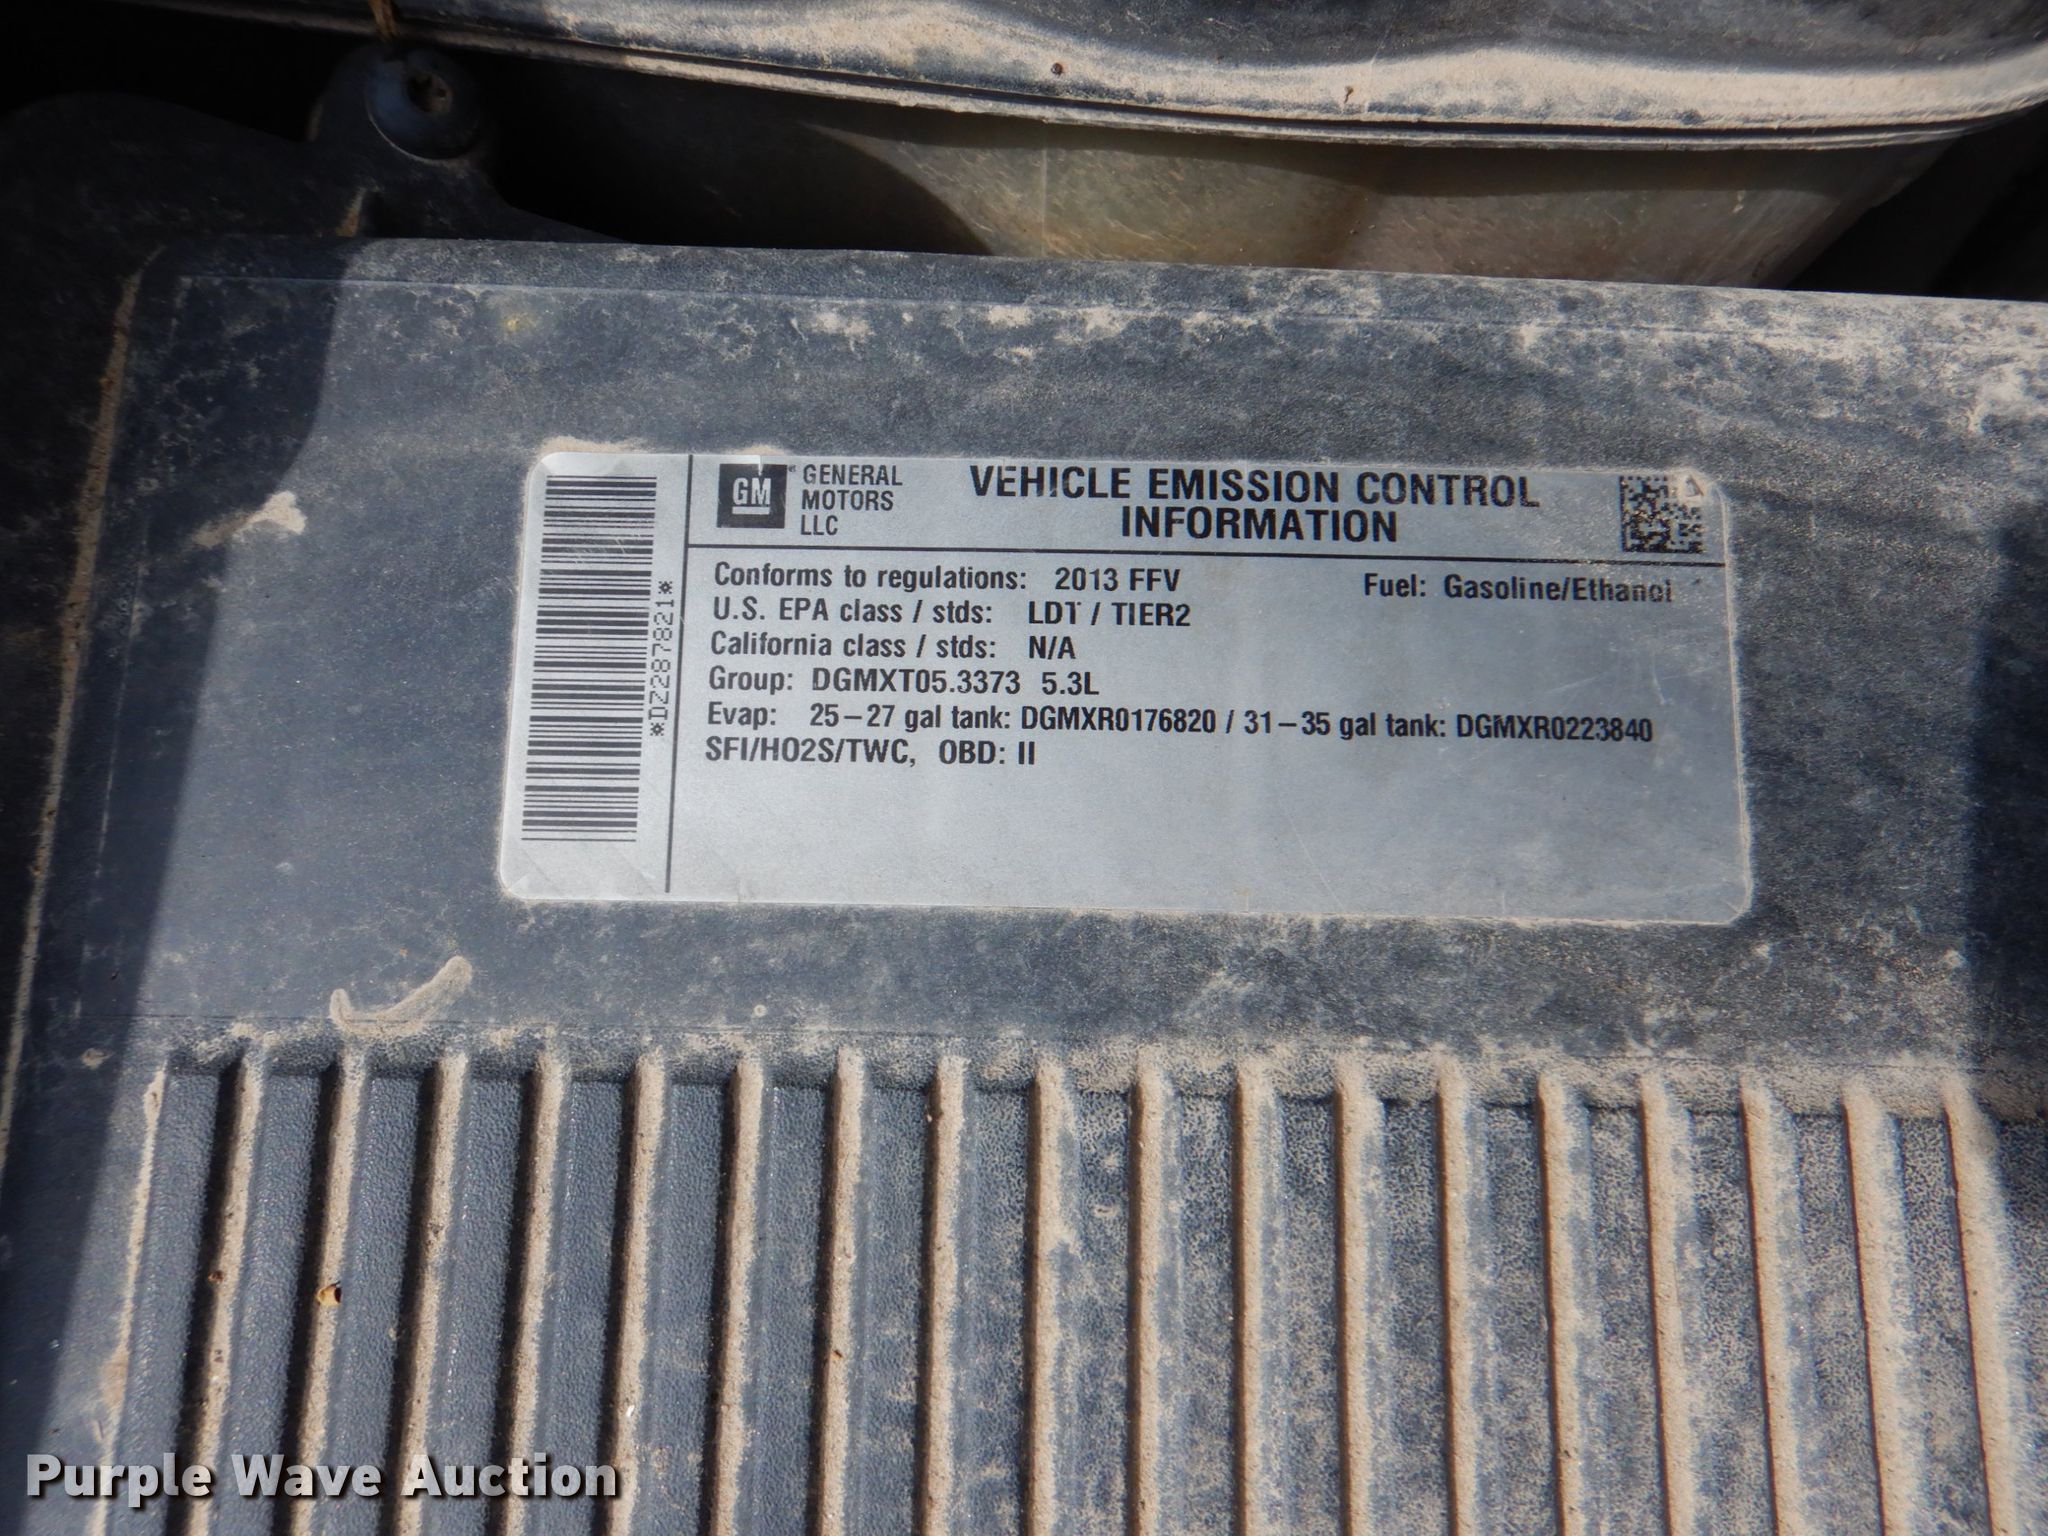 *DZ287821*
GM
GENERAL
MOTORS
LLC
VEHICLE EMISSION CONTROL
INFORMATION
Conforms to regulations: 2013 FFV
Fuel: Gasoline/Ethanol
U.S. EPA class / stds: LDT / TIER2
California class / stds: N/A
Group: DGMXT05.3373 5.3L
Evap: 25-27 gal tank: DGMXR0176820 / 31-35 gal tank: DGMXR0223840
SFI/HO2S/TWC, OBD: II
Purple Wave Auction